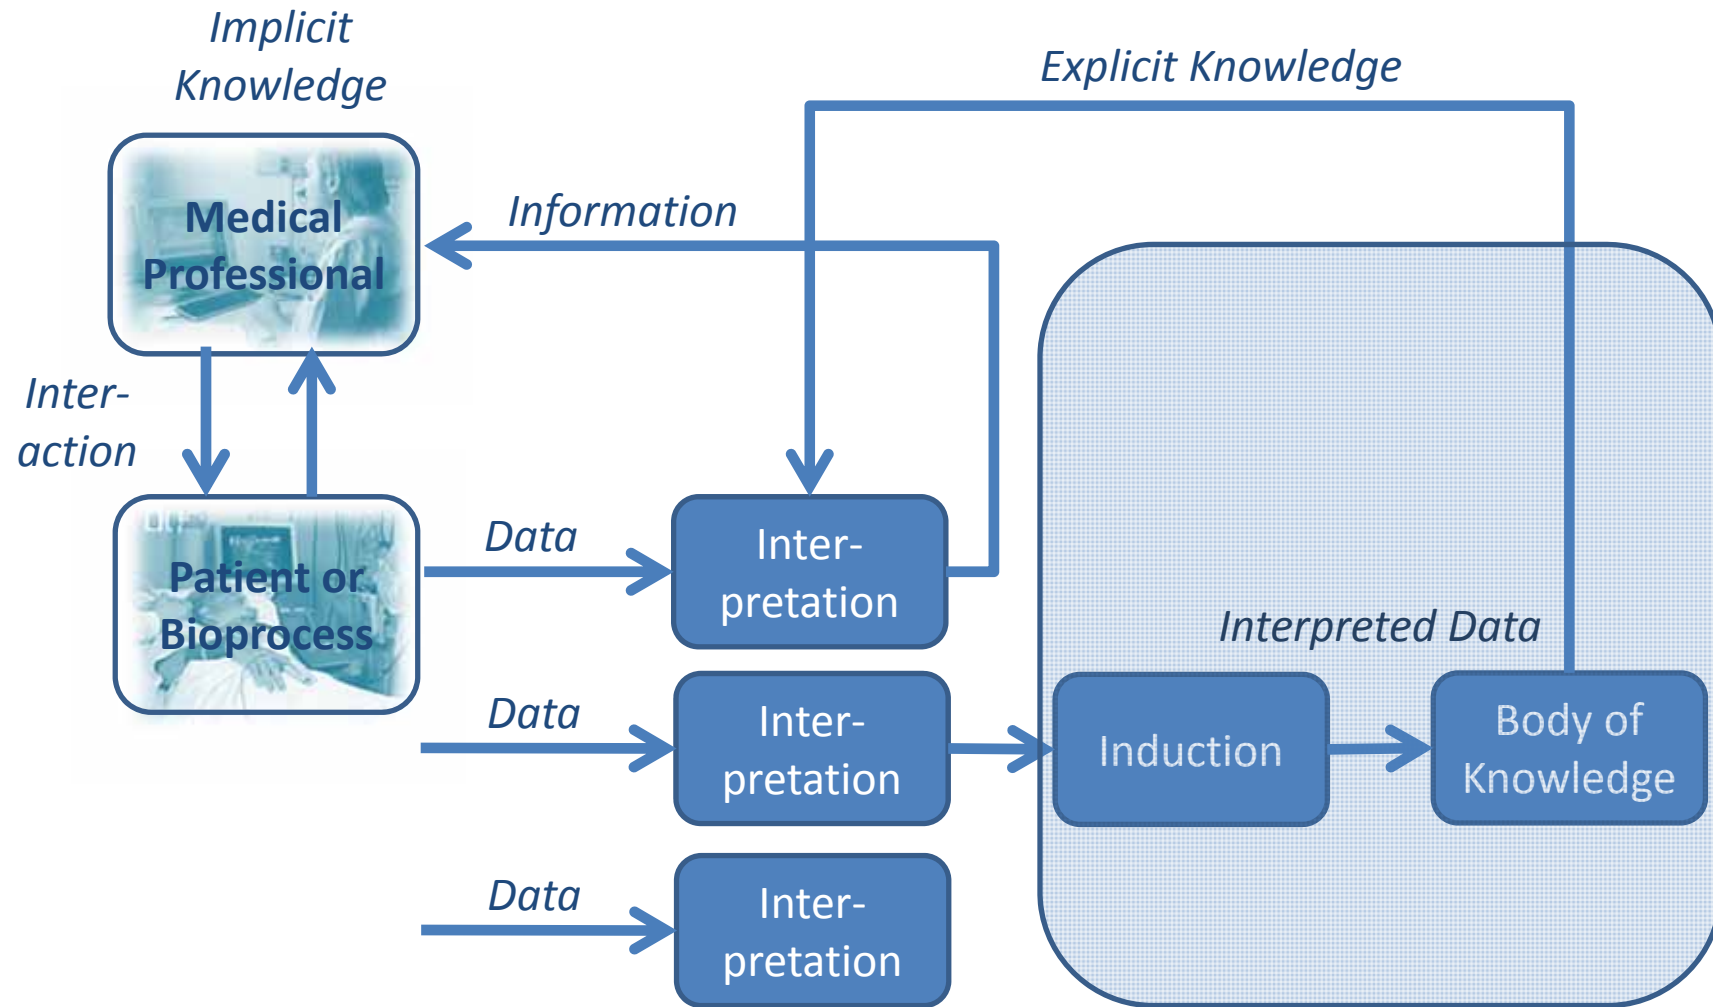 Implicit
Knowledge
Explicit Knowledge
Medical
Professional
Information
Inter-
action
Patient or
Bioprocess
Data
Inter-
pretation
Interpreted Data
Data
Inter-
pretation
Induction
Body of
Knowledge
Data
Inter-
pretation